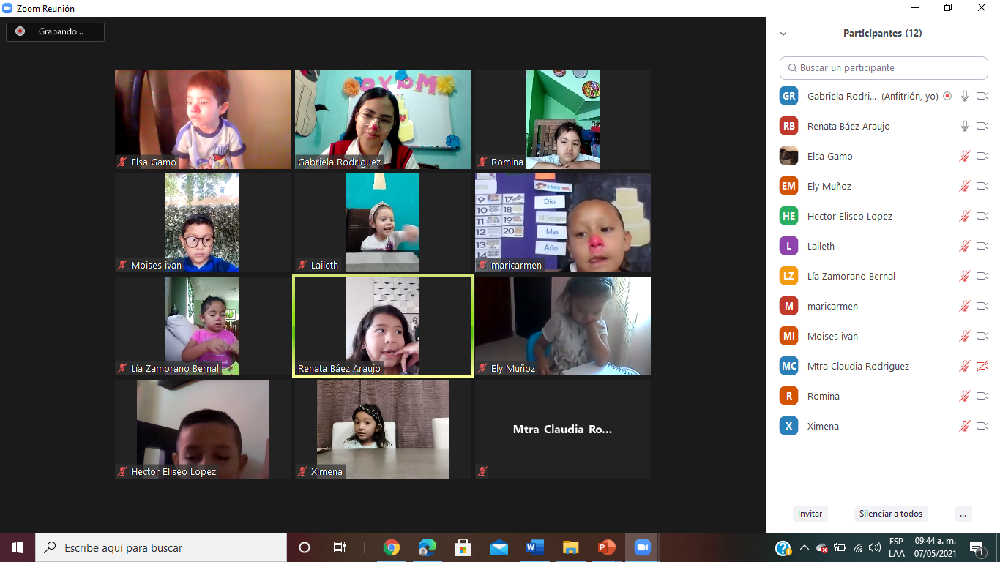 Zoom Reunión
Grabando...
Participantes (12)
Buscar un participante
GR Gabriela Rodri... (Anfitrión, yo)
RB Renata Báez Araujo
Elsa Gamo
EM Ely Muñoz
HE Hector Eliseo Lopez
L Laileth
LZ Lía Zamorano Bernal
M maricarmen
MI Moises ivan
MC Mtra Claudia Rodriguez
R Romina
X Ximena
Invitar
Silenciar a todos
...
MAYO
Elsa Gamo
Gabriela Rodriguez
Romina
9
10
11
12
13
14
17
18
19
20
Dia
Número
Mes
Año
Moises ivan
Laileth
maricarmen
Lía Zamorano Bernal
Renata Báez Araujo
Ely Muñoz
Hector Eliseo Lopez
Ximena
Mtra Claudia Ro...
Escribe aquí para buscar
ESP
LAA
09:44 a. m.
07/05/2021
1